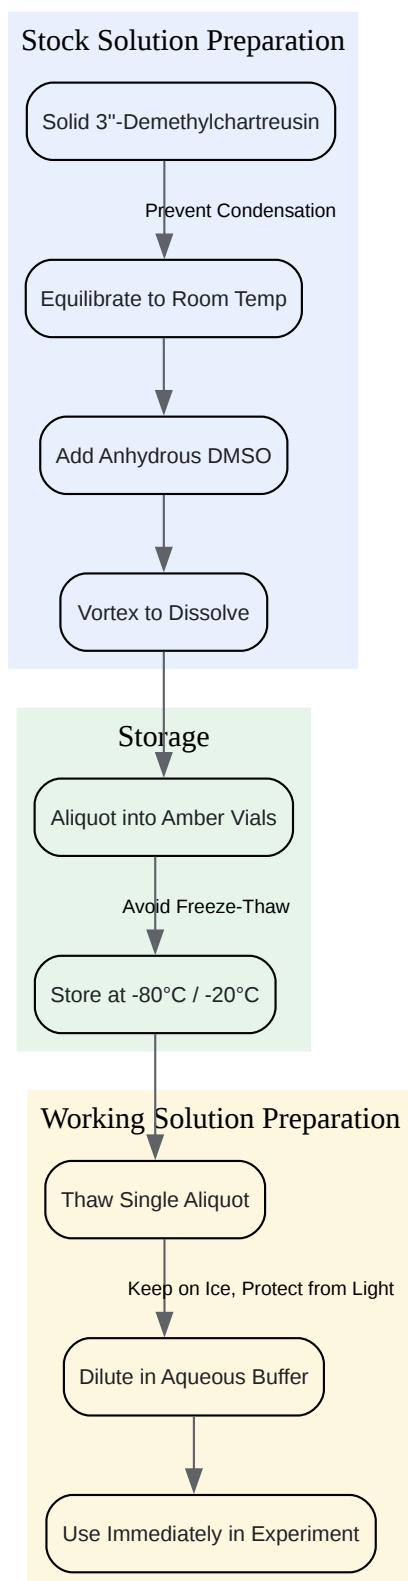 Stock Solution Preparation
Solid 3"-Demethylchartreusin
Prevent Condensation
Equilibrate to Room Temp
Add Anhydrous DMSO
Vortex to Dissolve
Storage
Aliquot into Amber Vials
Avoid Freeze-Thaw
Store at -80°C / -20°C
Working Solution Preparation
Thaw Single Aliquot
Keep on Ice, Protect from Light
Dilute in Aqueous Buffer
Use Immediately in Experiment